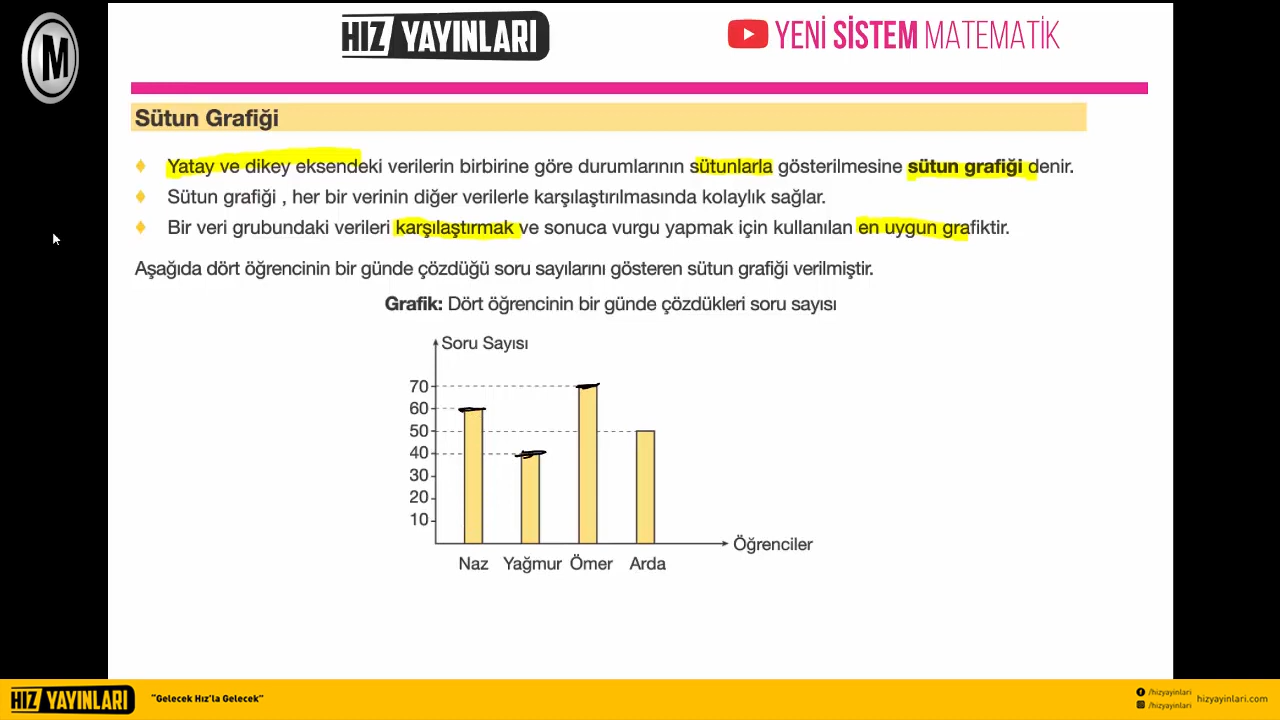 M
HIZ YAYINLARI
YENİ SİSTEM MATEMATİK
Sütun Grafiği
Yatay ve dikey eksendeki verilerin birbirine göre durumlarının sütunlarla gösterilmesine sütun grafiği denir.
Sütun grafiği , her bir verinin diğer verilerle karşılaştırılmasında kolaylık sağlar.
Bir veri grubundaki verileri karşılaştırmak ve sonuca vurgu yapmak için kullanılan en uygun grafiktir.
Aşağıda dört öğrencinin bir günde çözdüğü soru sayılarını gösteren sütun grafiği verilmiştir.
Grafik: Dört öğrencinin bir günde çözdükleri soru sayısı
Soru Sayısı
70
60
50
40
30
20
10
Öğrenciler
Naz Yağmur Ömer Arda
HIZ YAYINLARI
"Gelecek Hız'la Gelecek"
/hizyayinlari
/hizyayinlari
hizyayinlari.com